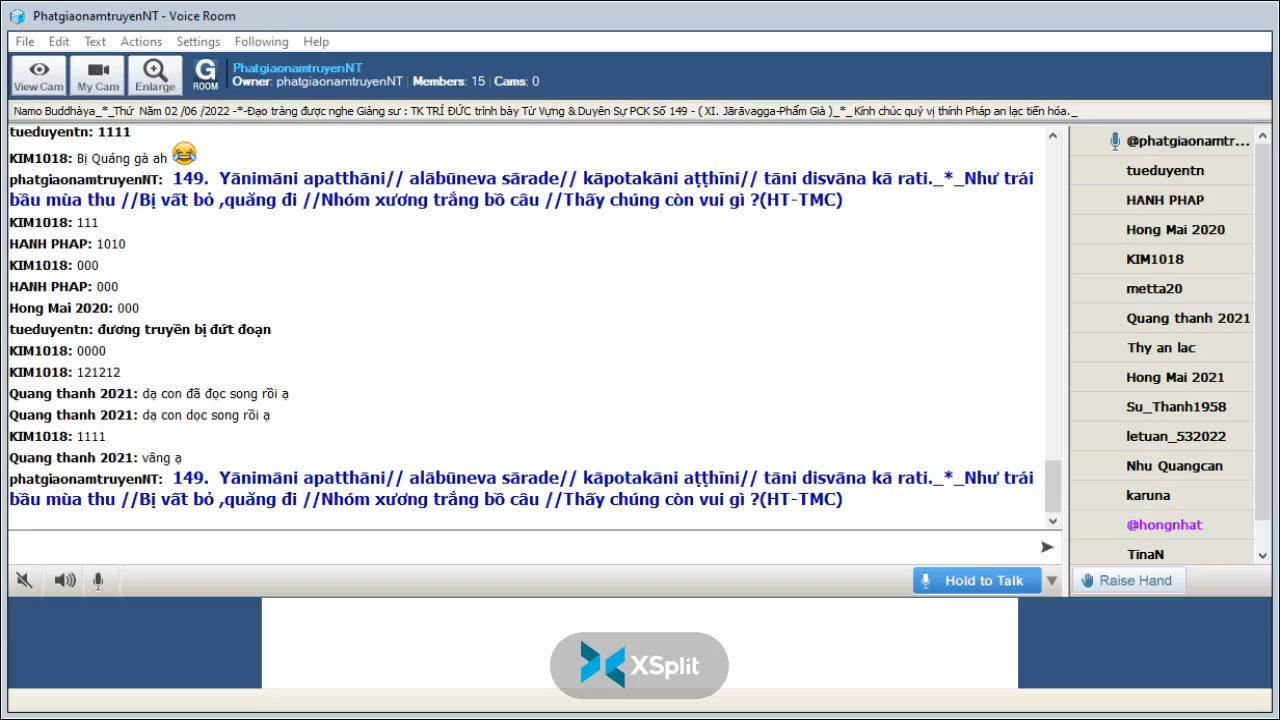 PhatgiaonamtruyenNT - Voice Room
File Edit Text Actions Settings Following Help
View Cam My Cam Enlarge G ROOM
PhatgiaonamtruyenNT
Owner: phatgiaonamtruyenNT | Members: 15 | Cams: 0
Namo Buddhàya_*_Thứ Năm 02 /06 /2022 -*-Đạo tràng được nghe Giảng sư : TK TRÍ ĐỨC trình bày Từ Vựng & Duyên Sự PCK Số 149 - ( XI. Jārāvagga-Phẩm Già )_*_ Kính chúc quý vị thính Pháp an lạc tiến hóa._
tueduyentn: 1111
KIM1018: Bị Quáng gà ah
phatgiaonamtruyenNT: 149. Yānimāni apatthāni// alābūneva sārade// kāpotakāni aṭṭhīni// tāni disvāna kā rati._*_Như trái
bầu mùa thu //Bị vất bỏ ,quăng đi //Nhóm xương trắng bồ câu //Thấy chúng còn vui gì ?(HT-TMC)
KIM1018: 111
HANH PHAP: 1010
KIM1018: 000
HANH PHAP: 000
Hong Mai 2020: 000
tueduyentn: đương truyền bị đứt đoạn
KIM1018: 0000
KIM1018: 121212
Quang thanh 2021: dạ con đã đọc song rồi ạ
Quang thanh 2021: dạ con dọc song rồi ạ
KIM1018: 1111
Quang thanh 2021: vâng ạ
phatgiaonamtruyenNT: 149. Yānimāni apatthāni// alābūneva sārade// kāpotakāni aṭṭhīni// tāni disvāna kā rati._*_Như trái
bầu mùa thu //Bị vất bỏ ,quăng đi //Nhóm xương trắng bồ câu //Thấy chúng còn vui gì ?(HT-TMC)
Hold to Talk
@phatgiaonamtr...
tueduyentn
HANH PHAP
Hong Mai 2020
KIM1018
metta20
Quang thanh 2021
Thy an lac
Hong Mai 2021
Su_Thanh1958
letuan_532022
Nhu Quangcan
karuna
@hongnhat
TinaN
Raise Hand
XSplit